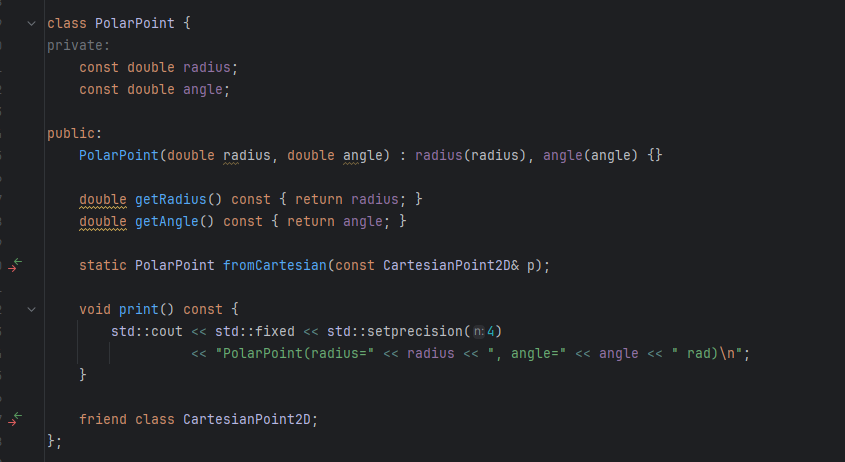 class PolarPoint {
private:
    const double radius;
    const double angle;

public:
    PolarPoint(double radius, double angle) : radius(radius), angle(angle) {}

    double getRadius() const { return radius; }
    double getAngle() const { return angle; }

    static PolarPoint fromCartesian(const CartesianPoint2D& p);

    void print() const {
        std::cout << std::fixed << std::setprecision( n: 4)
                  << "PolarPoint(radius=" << radius << ", angle=" << angle << " rad)\n";
    }

    friend class CartesianPoint2D;
};